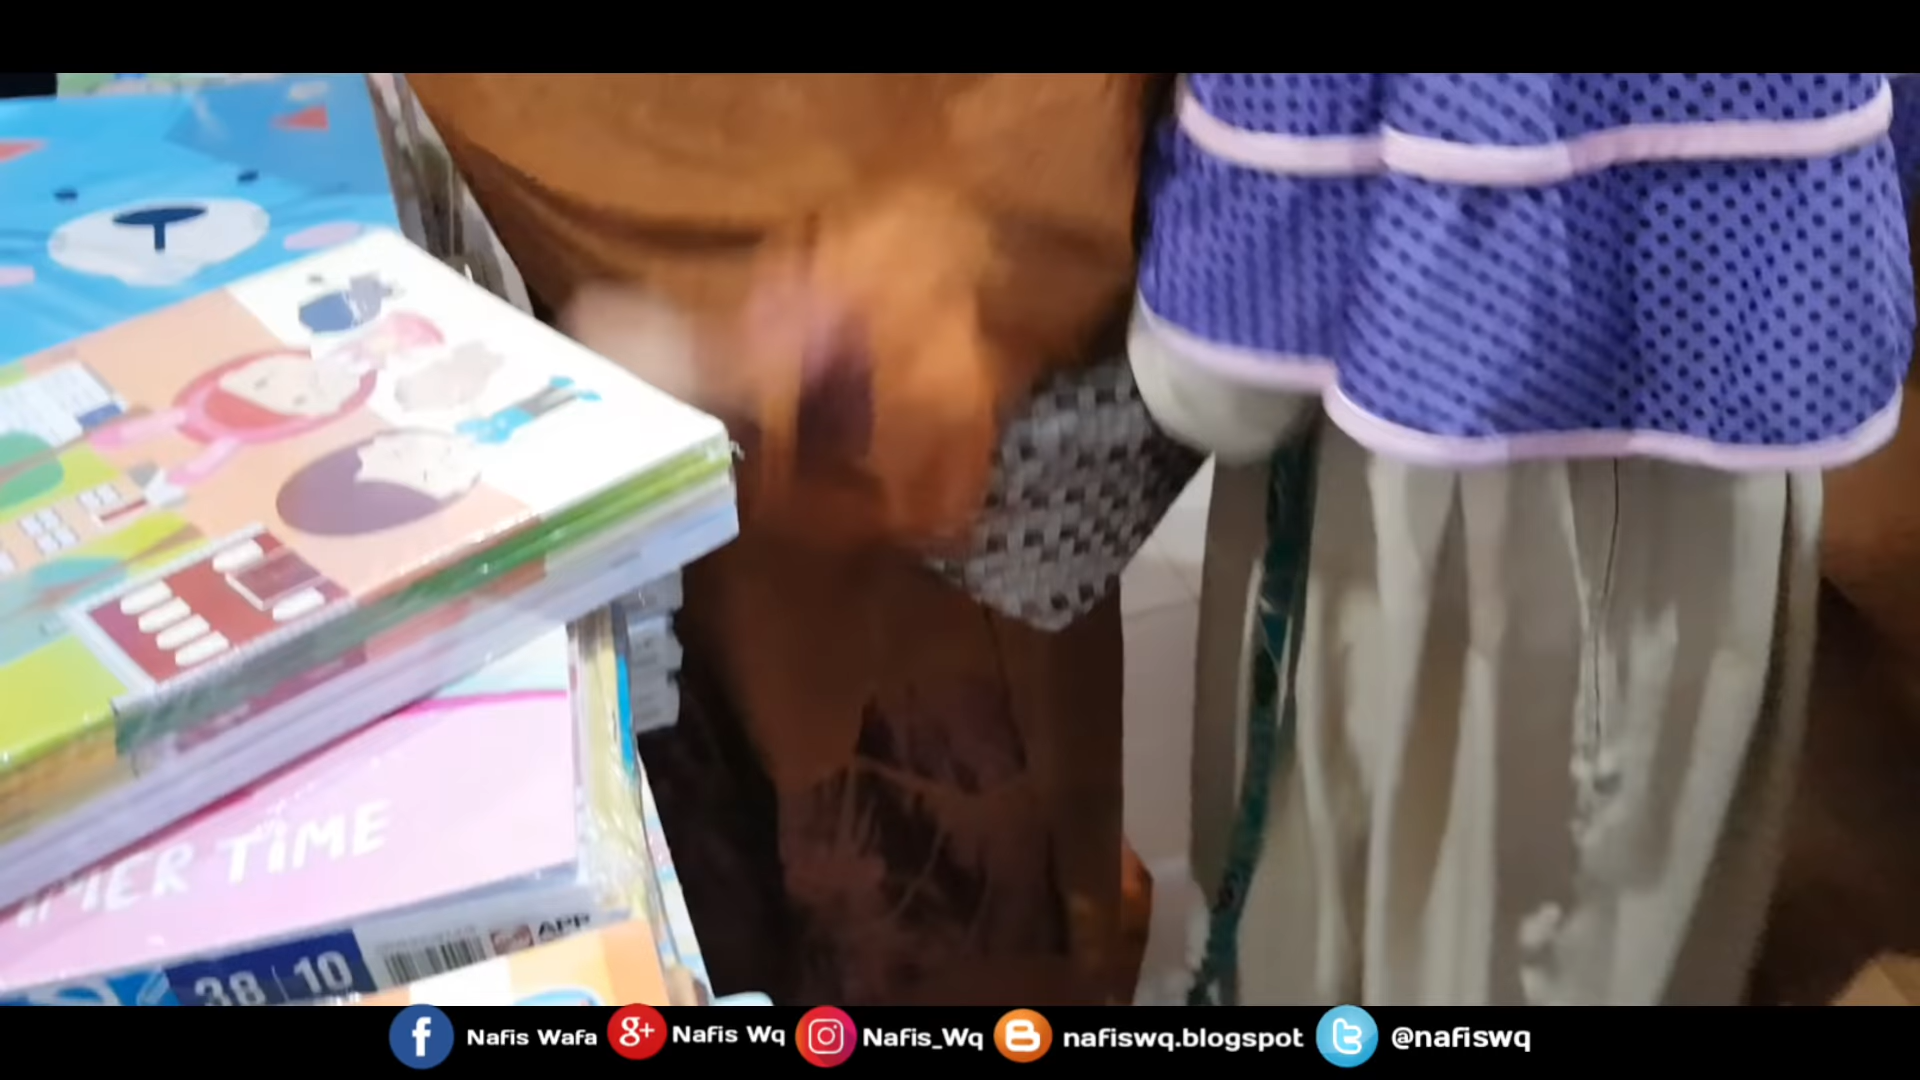 TIME
38 | 10
APP
Nafis Wafa
g+ Nafis Wq
Nafis_Wq
nafiswq.blogspot
@nafiswq